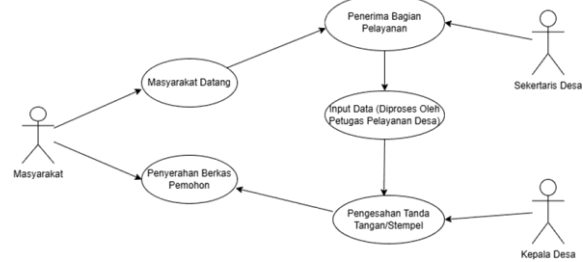 Penerima Bagian
Pelayanan
Sekertaris Desa
Masyarakat Datang
Input Data (Diproses Oleh
Petugas Pelayanan Desa)
Masyarakat
Penyerahan Berkas
Pemohon
Pengesahan Tanda
Tangan/Stempel
Kepala Desa